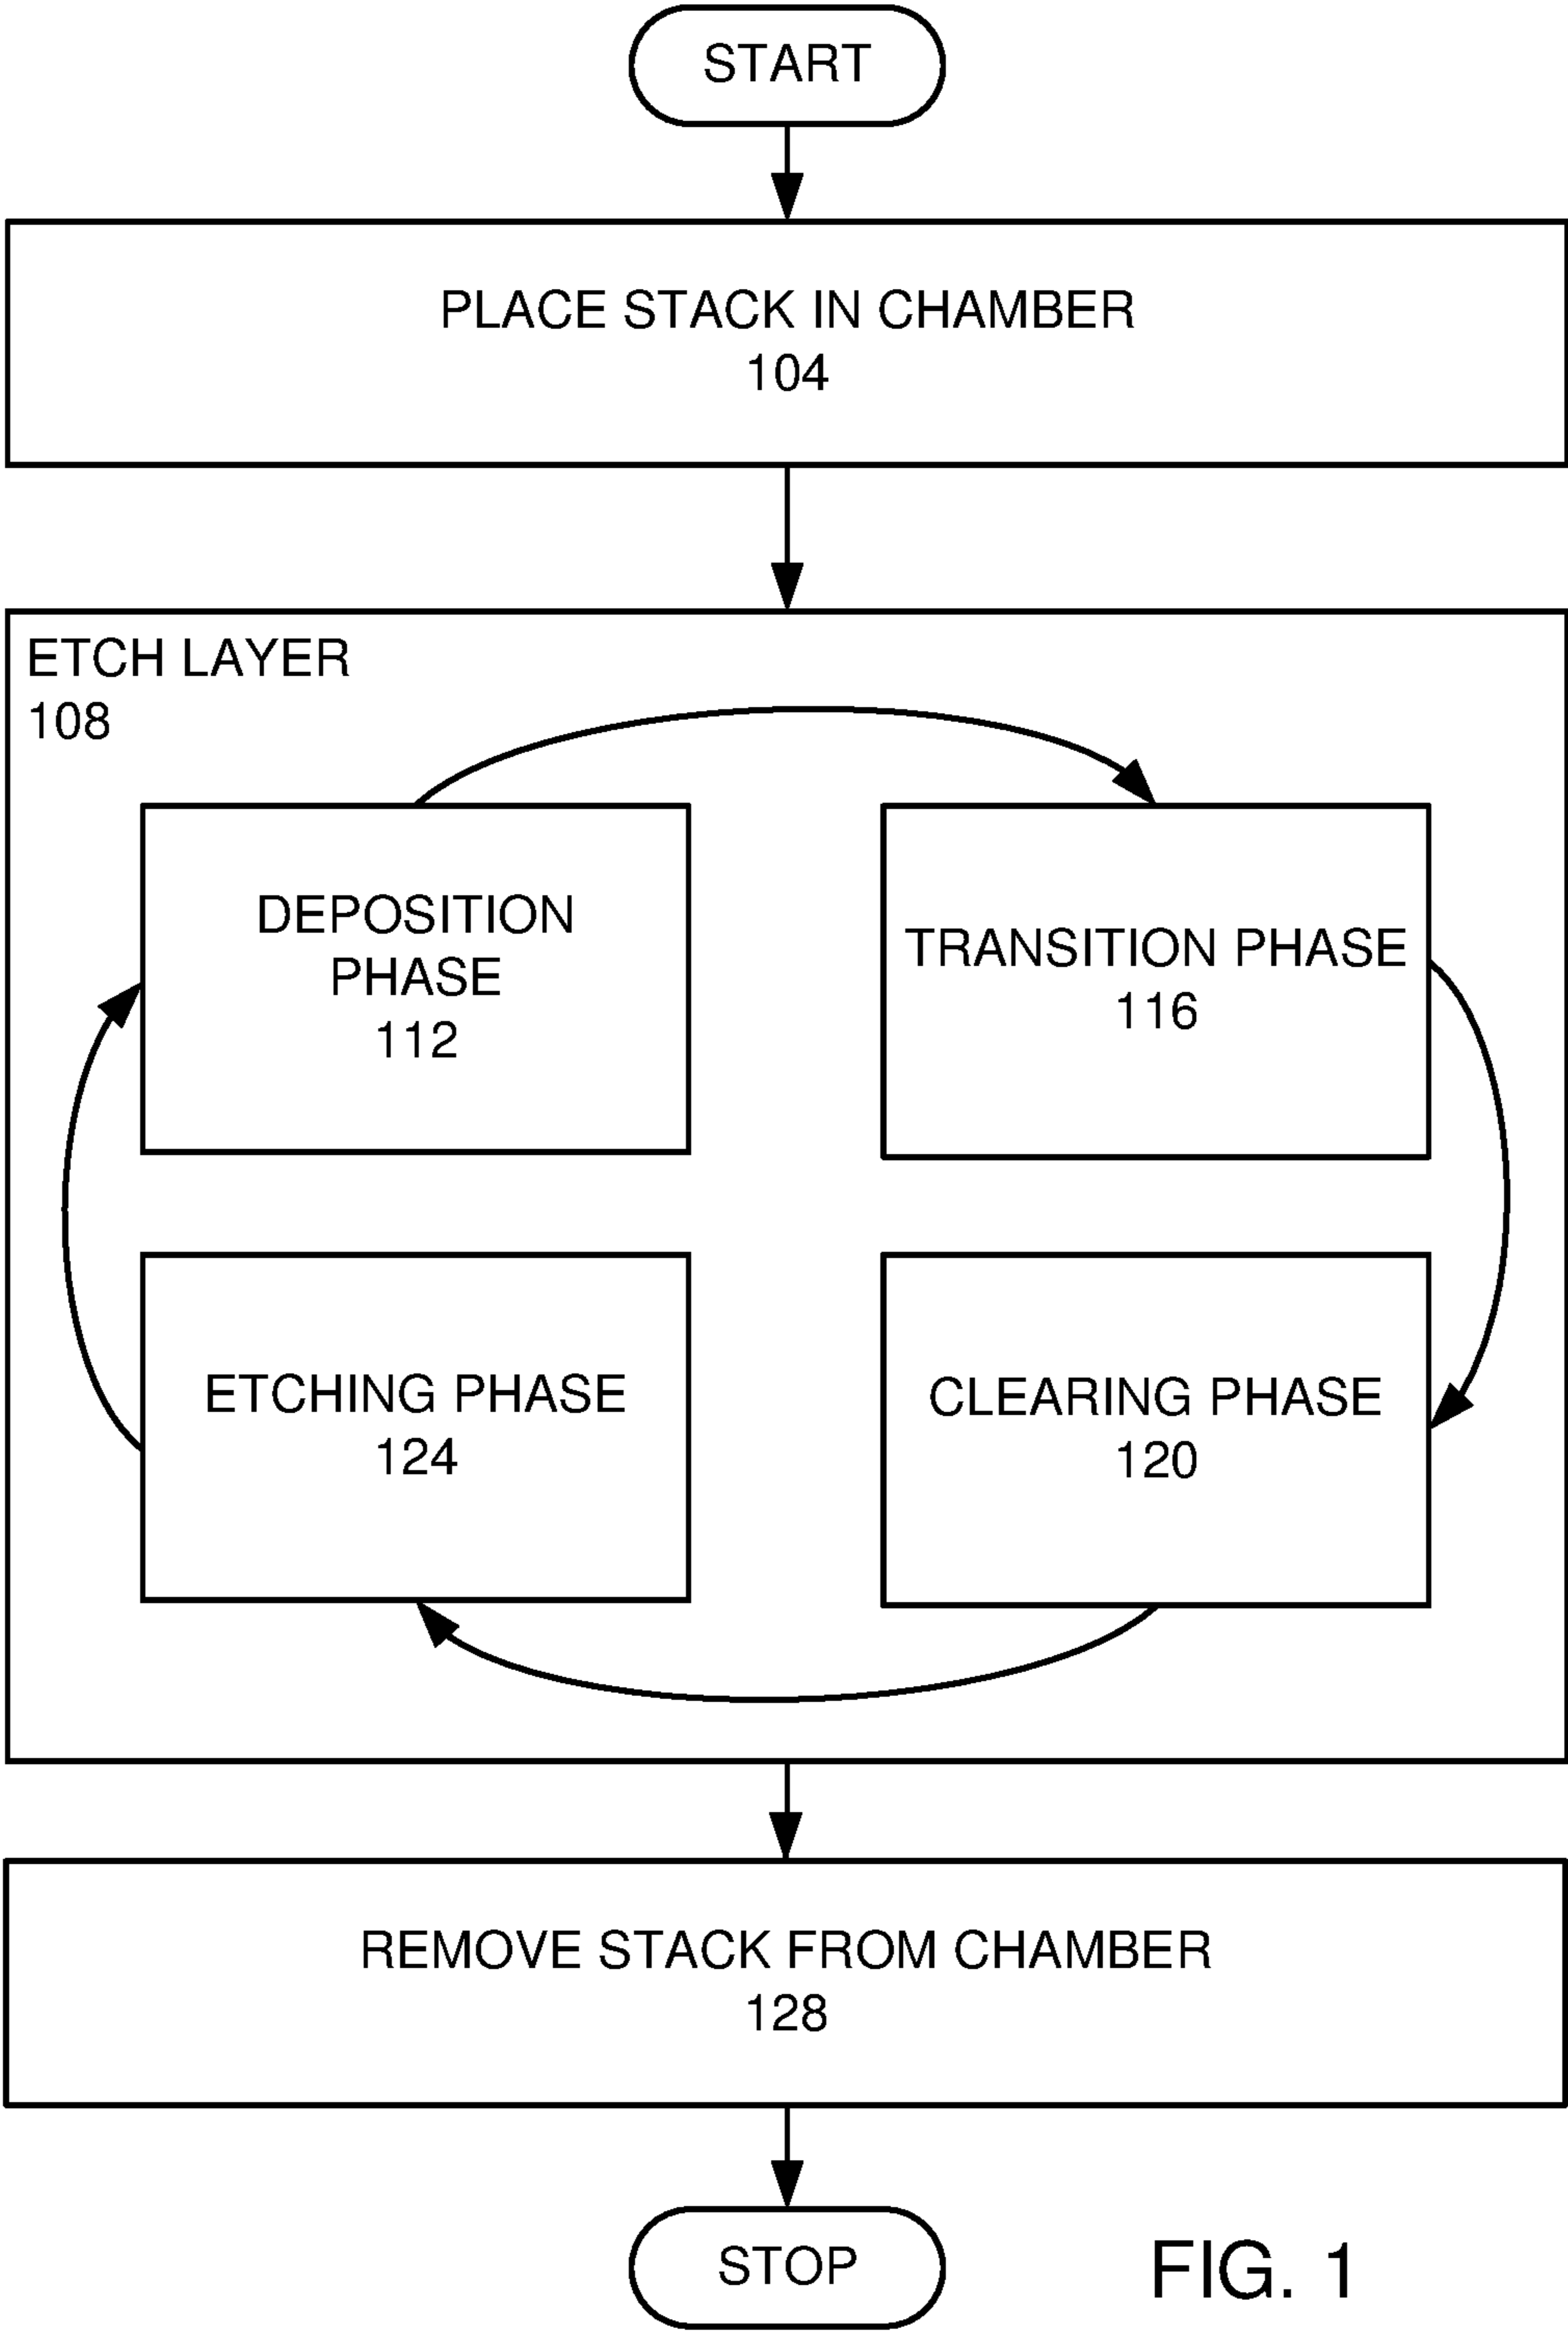 START
PLACE STACK IN CHAMBER
104
ETCH LAYER
108
DEPOSITION
PHASE
112
TRANSITION PHASE
116
ETCHING PHASE
124
CLEARING PHASE
120
REMOVE STACK FROM CHAMBER
128
STOP
FIG. 1